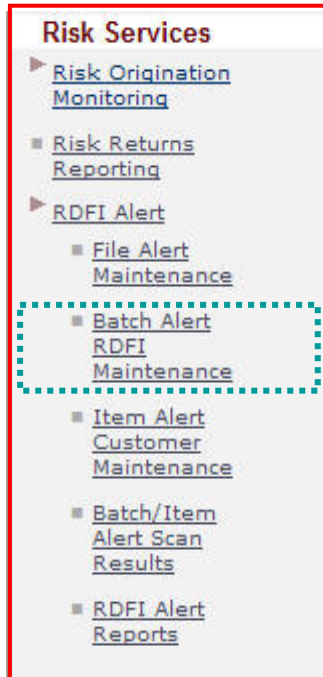 Risk Services
Risk Origination
Monitoring
Risk Returns
Reporting
RDFI Alert
File Alert
Maintenance
Batch Alert
RDFI
Maintenance
Item Alert
Customer
Maintenance
Batch/Item
Alert Scan
Results
RDFI Alert
Reports